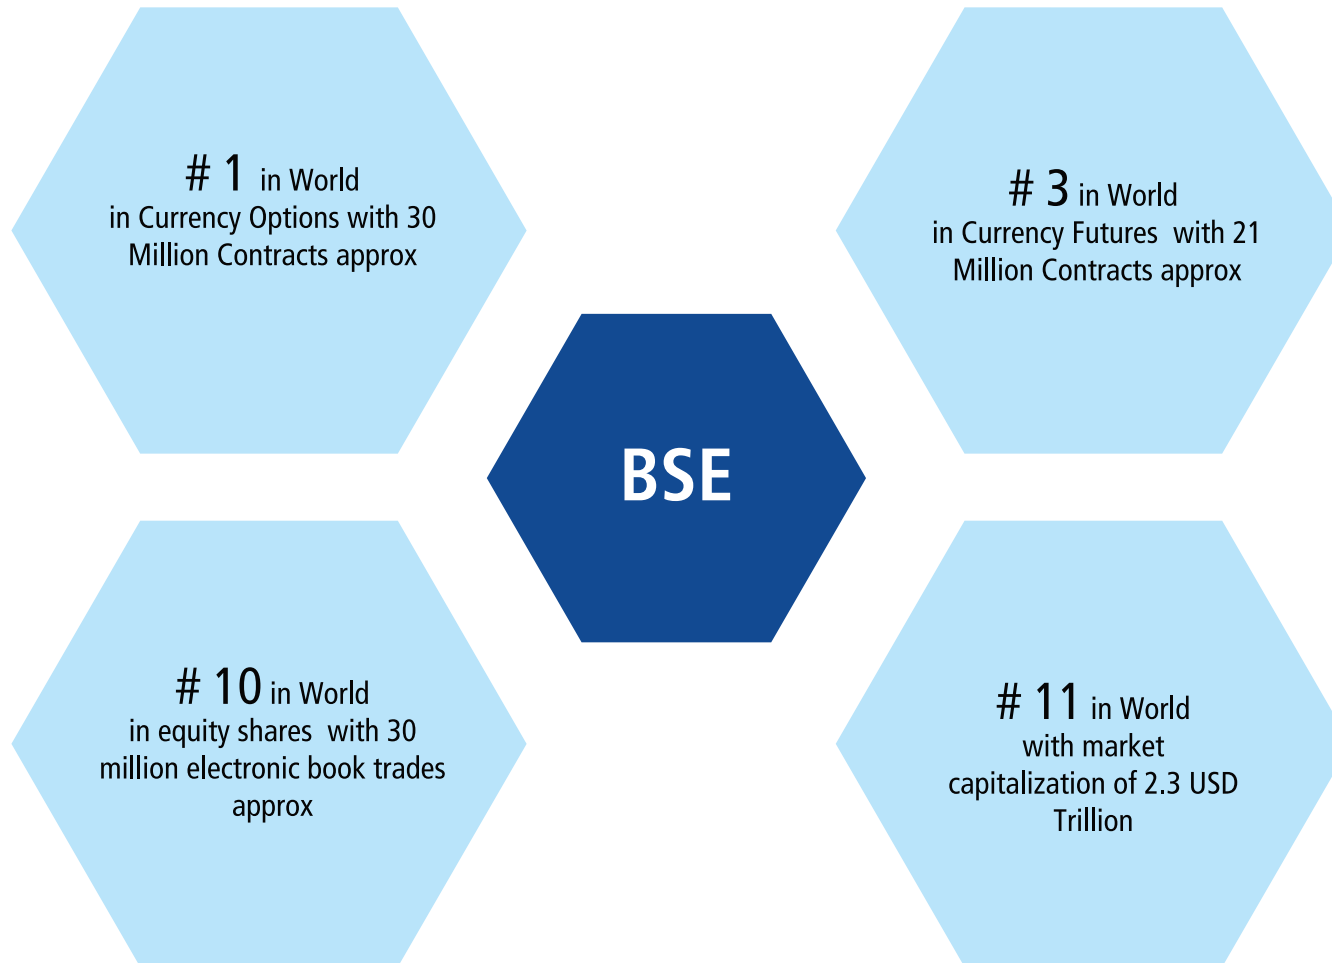 # 1 in World
in Currency Options with 30
Million Contracts approx
# 3 in World
in Currency Futures with 21
Million Contracts approx
BSE
# 10 in World
in equity shares with 30
million electronic book trades
approx
# 11 in World
with market
capitalization of 2.3 USD
Trillion